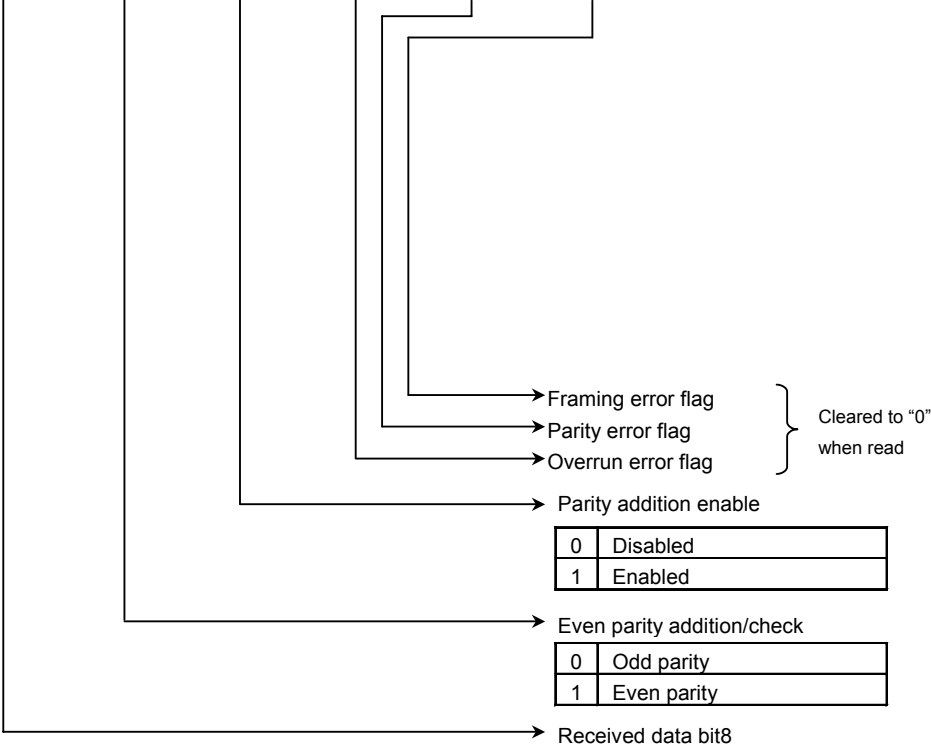 Framing error flag
Parity error flag
Overrun error flag
Cleared to “0”
when read
Parity addition enable
0 Disabled
1 Enabled
Even parity addition/check
0 Odd parity
1 Even parity
Received data bit8